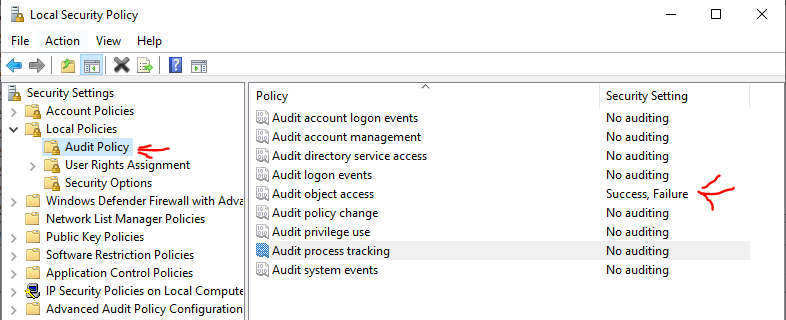 Local Security Policy
File Action View Help
Security Settings
Account Policies
Local Policies
Audit Policy
User Rights Assignment
Security Options
Windows Defender Firewall with Adva
Network List Manager Policies
Public Key Policies
Software Restriction Policies
Application Control Policies
IP Security Policies on Local Compute
Advanced Audit Policy Configuration
Policy Security Setting
Audit account logon events No auditing
Audit account management No auditing
Audit directory service access No auditing
Audit logon events No auditing
Audit object access Success, Failure
Audit policy change No auditing
Audit privilege use No auditing
Audit process tracking No auditing
Audit system events No auditing